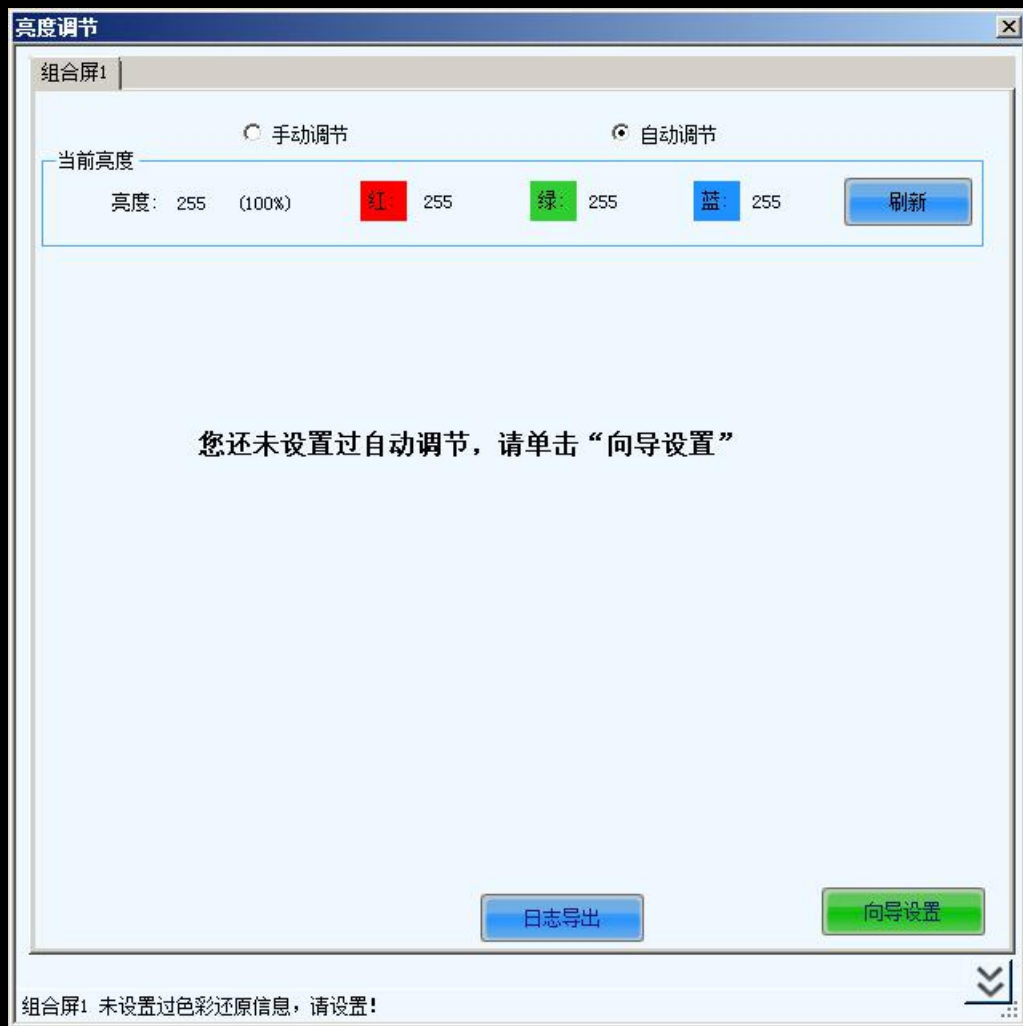 亮度调节
组合屏1
手动调节 自动调节
当前亮度
亮度: 255 (100%) 红: 255 绿: 255 蓝: 255 刷新
您还未设置过自动调节，请单击“向导设置”
日志导出 向导设置
组合屏1 未设置过色彩还原信息，请设置!